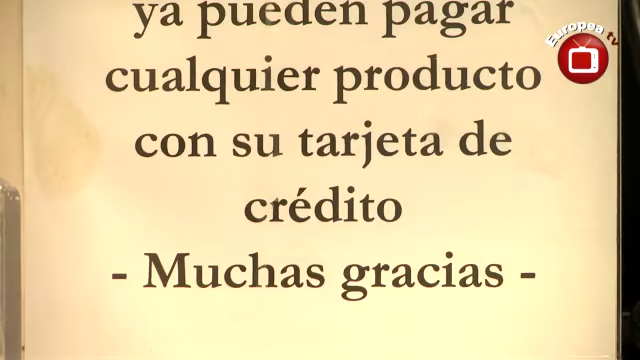 ya pueden pagar
cualquier producto
con su tarjeta de
crédito
- Muchas gracias -
Europea tv